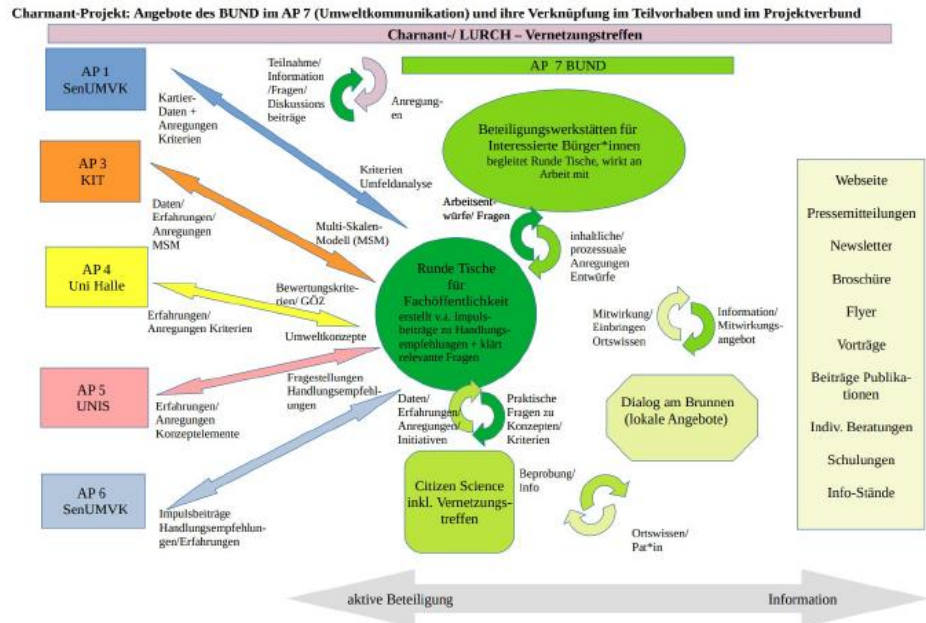 Charmant-Projekt: Angebote des BUND im AP 7 (Umweltkommunikation) und ihre Verknüpfung im Teilvorhaben und im Projektverbund
Charnant-/ LURCH – Vernetzungstreffen
AP 1
SenUMVK
Kartier-
Daten +
Anregungen
Kriterien
Kriterien
Umfeldanalyse
Teilnahme/
Information
/Fragen/
Diskussions
beiträge
Anregung-
en
AP 7 BUND
Beteiligungswerkstätten für
Interessierte Bürger*innen
begleitet Runde Tische, wirkt an
Arbeit mit
AP 3
KIT
Daten/
Erfahrungen/
Anregungen
MSM
Multi-Skalen-
Modell (MSM)
Arbeitsent-
würfe/ Fragen
inhaltliche/
prozessuale
Anregungen
Entwürfe
Runde Tische
für
Fachöffentlichkeit
erstellt v.a. Impuls-
beiträge zu Handlungs-
empfehlungen + klärt
relevante Fragen
AP 4
Uni Halle
Erfahrungen/
Anregungen Kriterien
Bewertungskrite-
rien/ GÖZ
Umweltkonzepte
Mitwirkung/
Einbringen
Ortswissen
Information/
Mitwirkungs-
angebot
AP 5
UNIS
Erfahrungen/
Anregungen
Konzeptelemente
Fragestellungen
Handlungsempfehl-
ungen
Daten/
Erfahrungen/
Anregungen/
Initiativen
Praktische
Fragen zu
Konzepten/
Kriterien
Dialog am Brunnen
(lokale Angebote)
AP 6
SenUMVK
Impulsbeiträge
Handlungsempfehlun-
gen/Erfahrungen
Citizen Science
inkl. Vernetzungs-
treffen
Beprobung/
Info
Ortswissen/
Par*in
Webseite
Pressemitteilungen
Newsletter
Broschüre
Flyer
Vorträge
Beiträge Publika-
tionen
Indiv. Beratungen
Schulungen
Info-Stände
aktive Beteiligung
Information